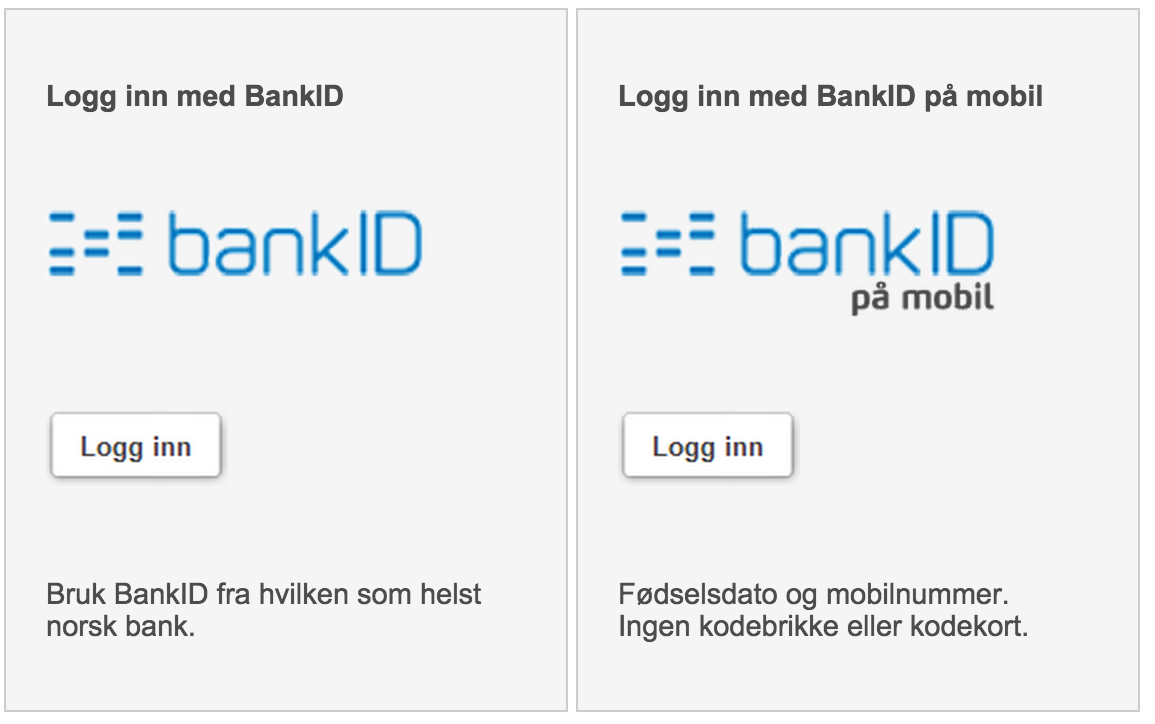 Logg inn med BankID
bankID
Logg inn
Bruk BankID fra hvilken som helst
norsk bank.
Logg inn med BankID på mobil
bankID
på mobil
Logg inn
Fødselsdato og mobilnummer.
Ingen kodebrikke eller kodekort.